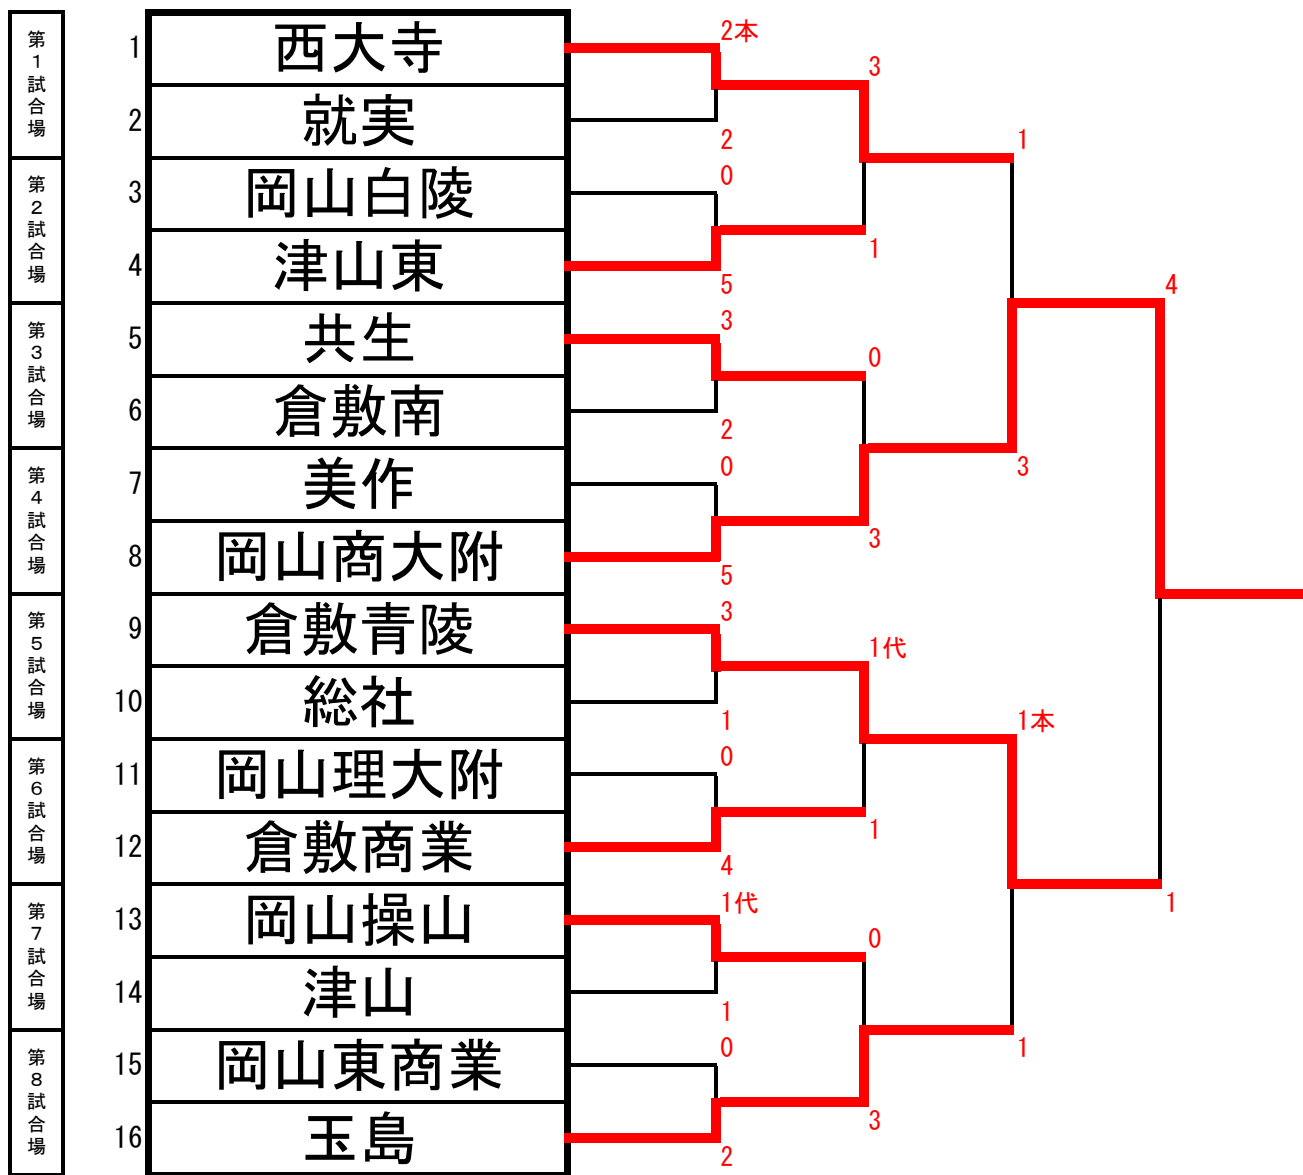 第1試合場
1 西大寺 2本
3
2 就実 2
1
第2試合場
3 岡山白陵 0
4 津山東 5
1
4
第3試合場
5 共生 3
0
6 倉敷南 2
3
第4試合場
7 美作 0
8 岡山商大附 5
3
第5試合場
9 倉敷青陵 3
1代
10 総社 1
1本
第6試合場
11 岡山理大附 0
12 倉敷商業 4
1
1
第7試合場
13 岡山操山 1代
0
14 津山 1
1
第8試合場
15 岡山東商業 0
16 玉島 2
3